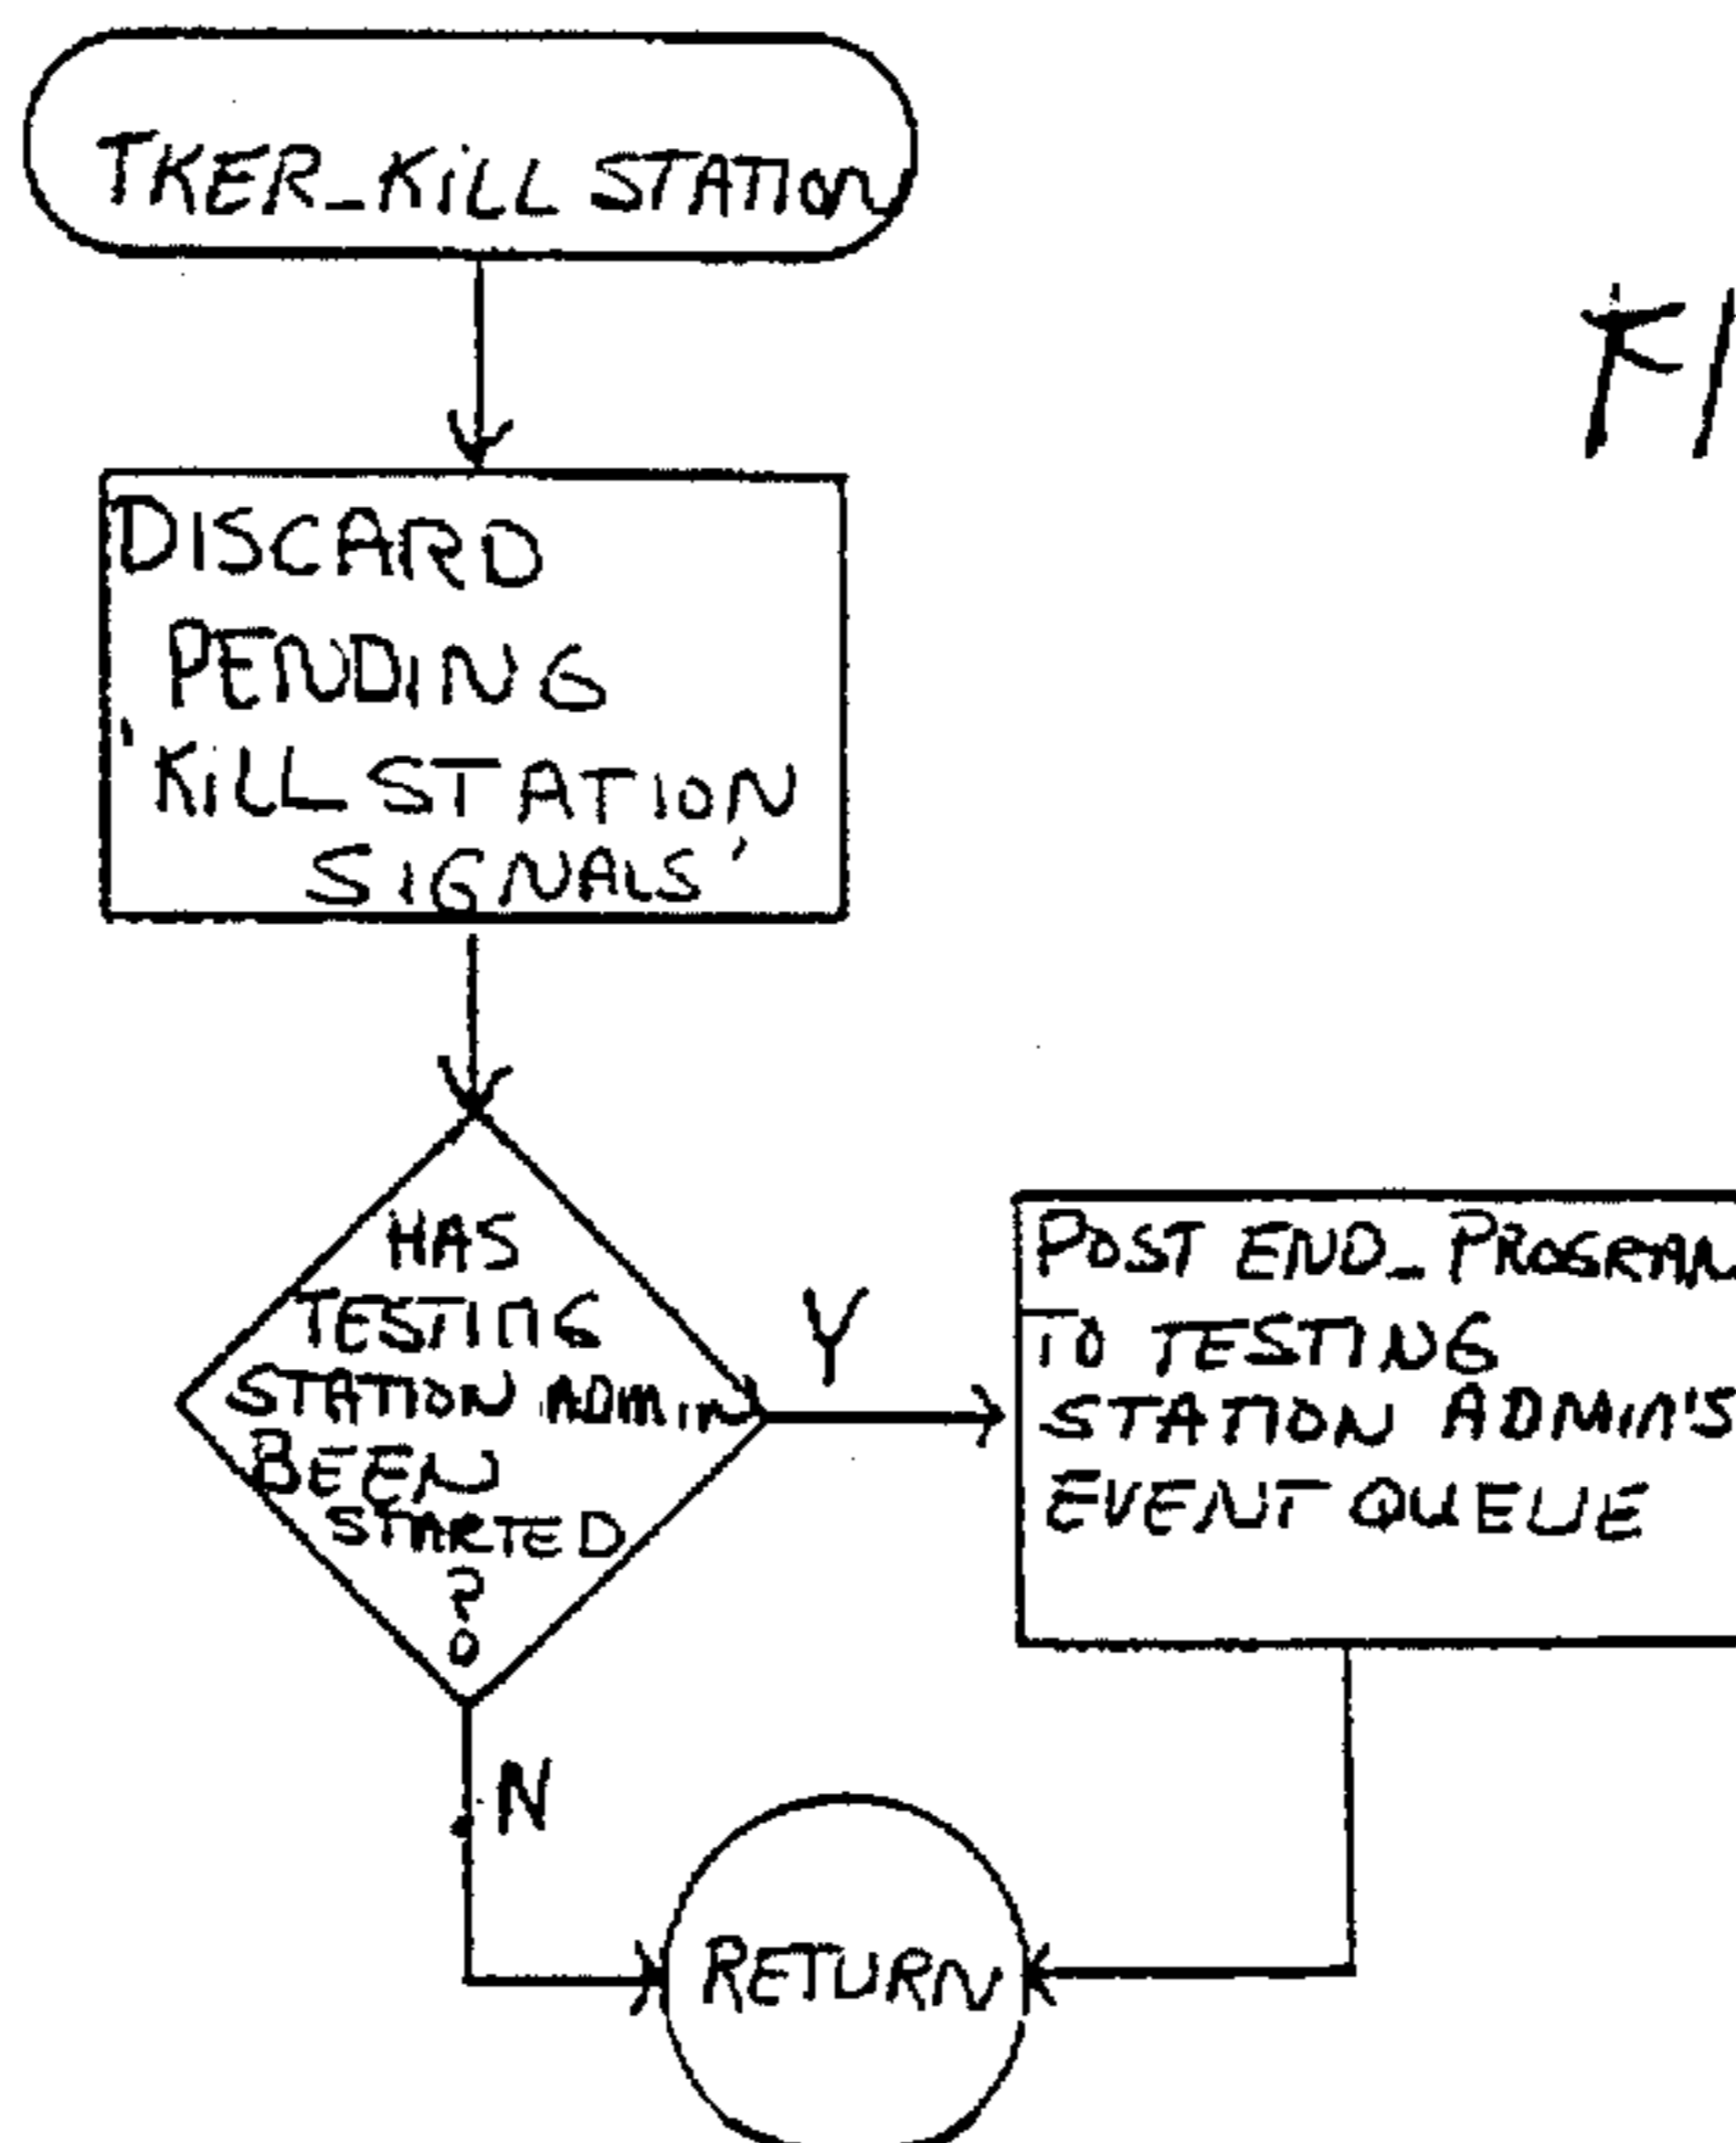 TKER_KILL STATION
DISCARD
PENDING
'KILL STATION
SIGNALS'
HAS
TESTING
STATION ADMIN
BEEN
STARTED
?
Y
POST END_PROGRAM
TO TESTING
STATION ADMIN'S
EVENT QUEUE
N
RETURN